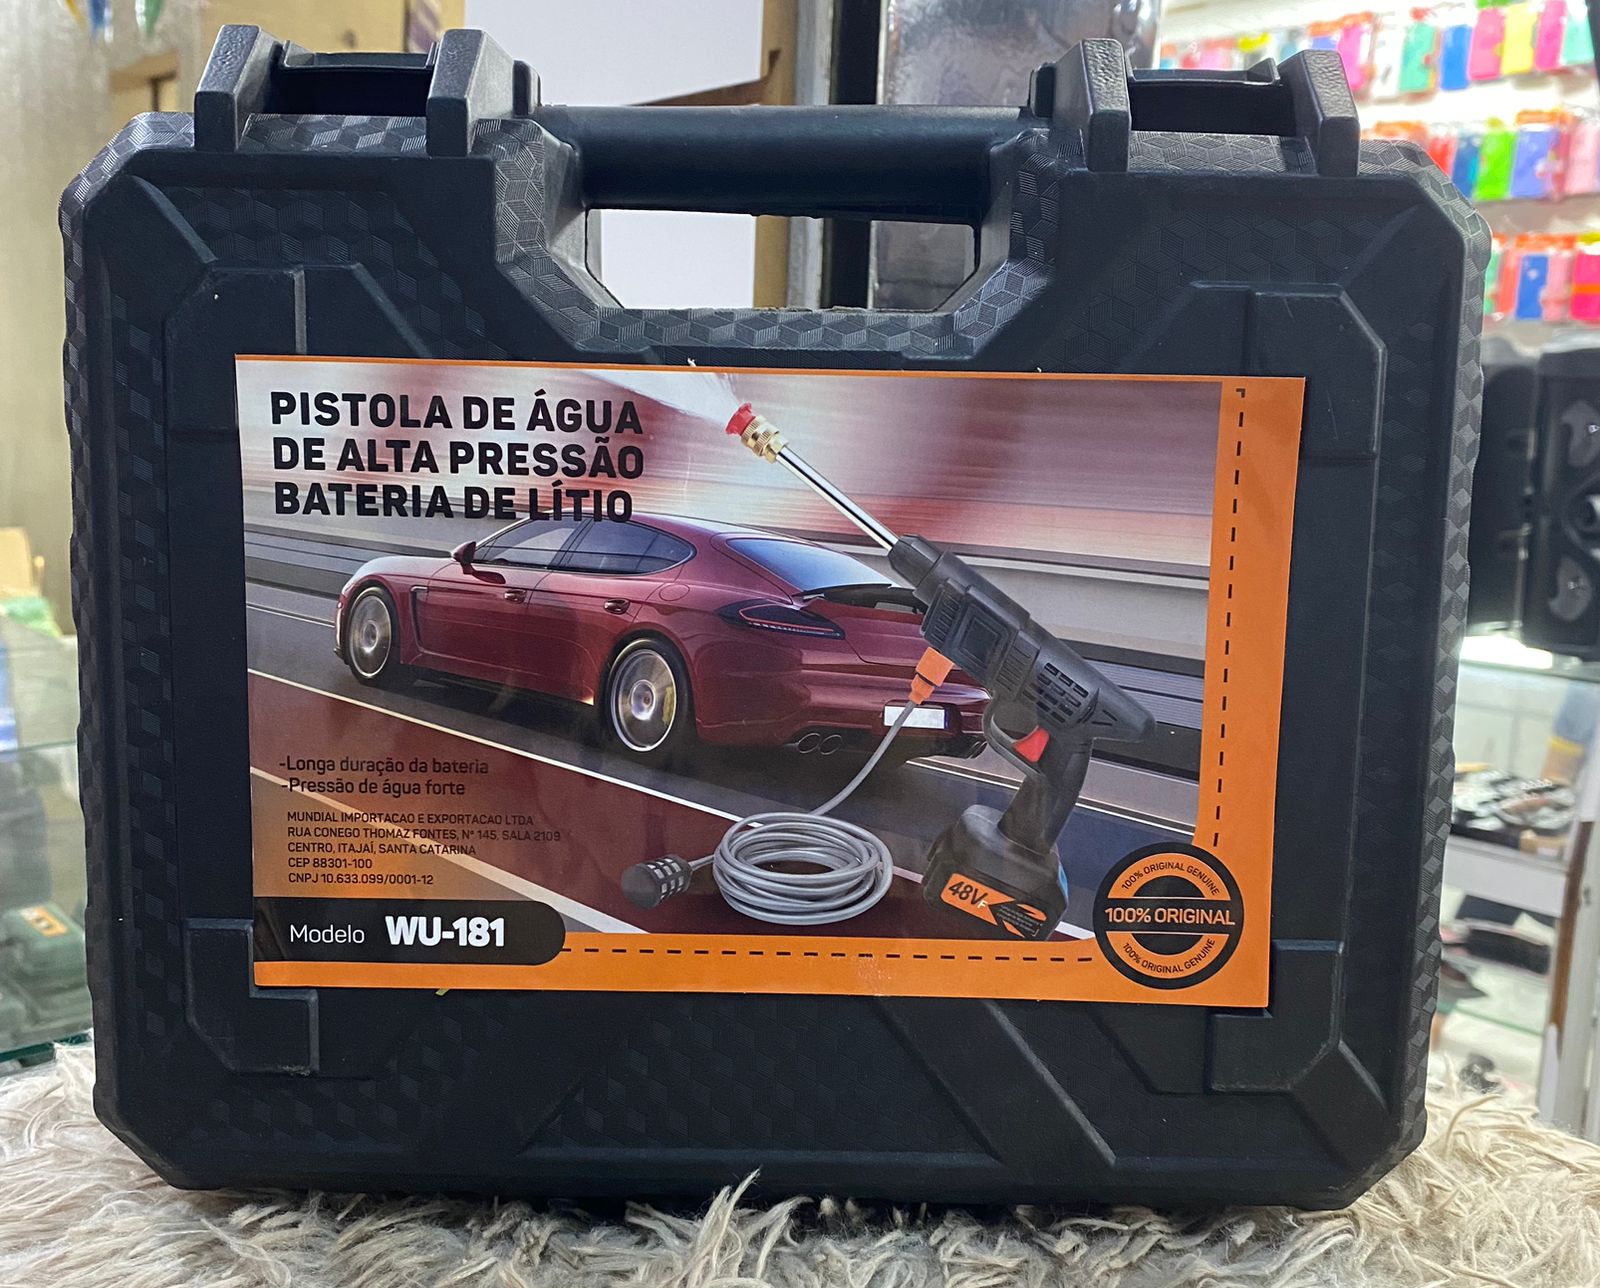 PISTOLA DE ÁGUA
DE ALTA PRESSÃO
BATERIA DE LÍTIO
-Longa duração da bateria
-Pressão de água forte
MUNDIAL IMPORTACAO E EXPORTACAO LTDA
RUA CONEGO THOMAZ FONTES, Nº 145, SALA 2109
CENTRO, ITAJAÍ, SANTA CATARINA
CEP 88301-100
CNPJ 10.633.099/0001-12
Modelo WU-181
48VF
100% ORIGINAL GENUINE
100% ORIGINAL
100% ORIGINAL GENUINE